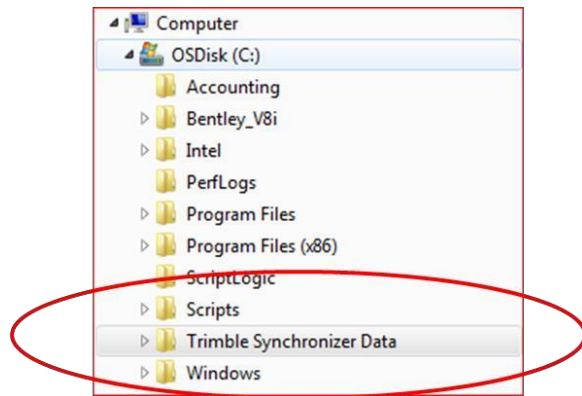 Computer
OSDisk (C:)
Accounting
Bentley_V8i
Intel
PerfLogs
Program Files
Program Files (x86)
ScriptLogic
Scripts
Trimble Synchronizer Data
Windows